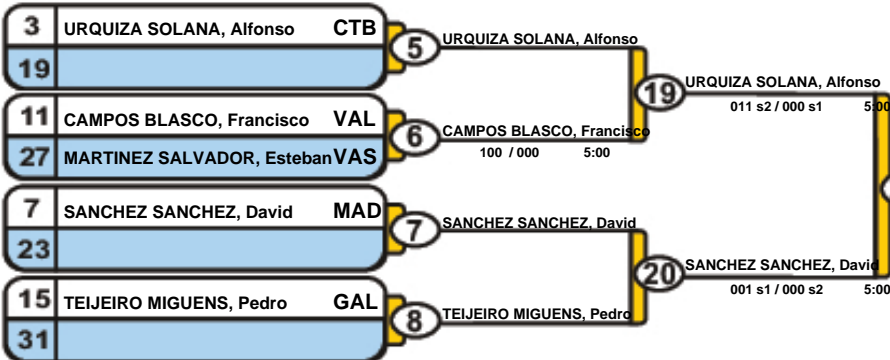 3 URQUIZA SOLANA, Alfonso CTB
19
5
URQUIZA SOLANA, Alfonso
11 CAMPOS BLASCO, Francisco VAL
27 MARTINEZ SALVADOR, Esteban VAS
6
CAMPOS BLASCO, Francisco
100 / 000 5:00
19
URQUIZA SOLANA, Alfonso
011 s2 / 000 s1 5:00
7 SANCHEZ SANCHEZ, David MAD
23
7
SANCHEZ SANCHEZ, David
15 TEIJEIRO MIGUENS, Pedro GAL
31
8
TEIJEIRO MIGUENS, Pedro
20
SANCHEZ SANCHEZ, David
001 s1 / 000 s2 5:00